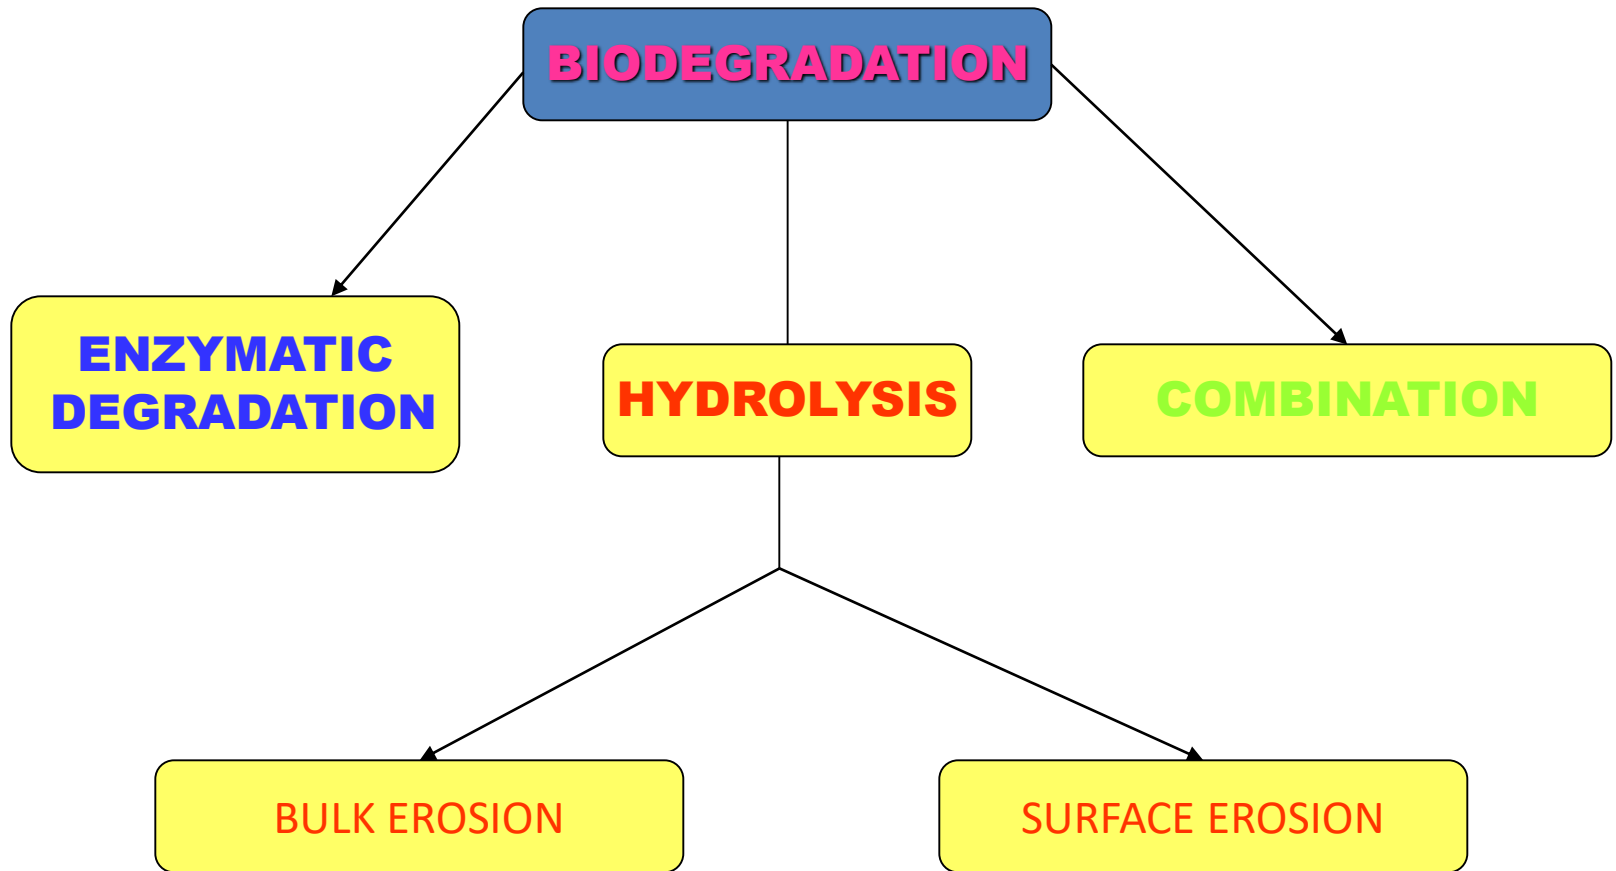 BIODEGRADATION
ENZYMATIC
DEGRADATION
HYDROLYSIS
COMBINATION
BULK EROSION
SURFACE EROSION